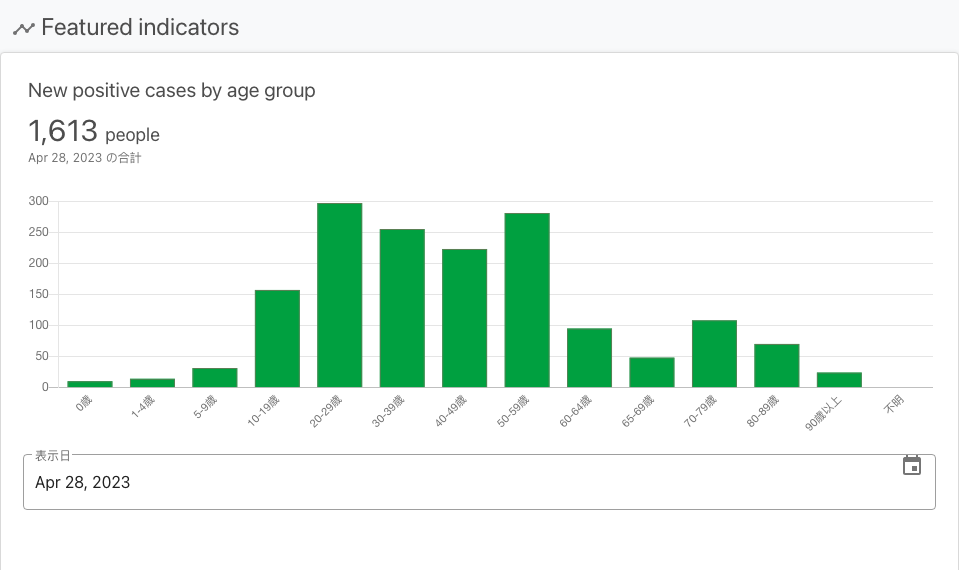 Featured indicators
New positive cases by age group
1,613 people
Apr 28, 2023 の合計
300
250
200
150
100
50
0
0歳
1-4歳
5-9歳
10-19歳
20-29歳
30-39歳
40-49歳
50-59歳
60-64歳
65-69歳
70-79歳
80-89歳
90歳以上
不明
表示日
Apr 28, 2023